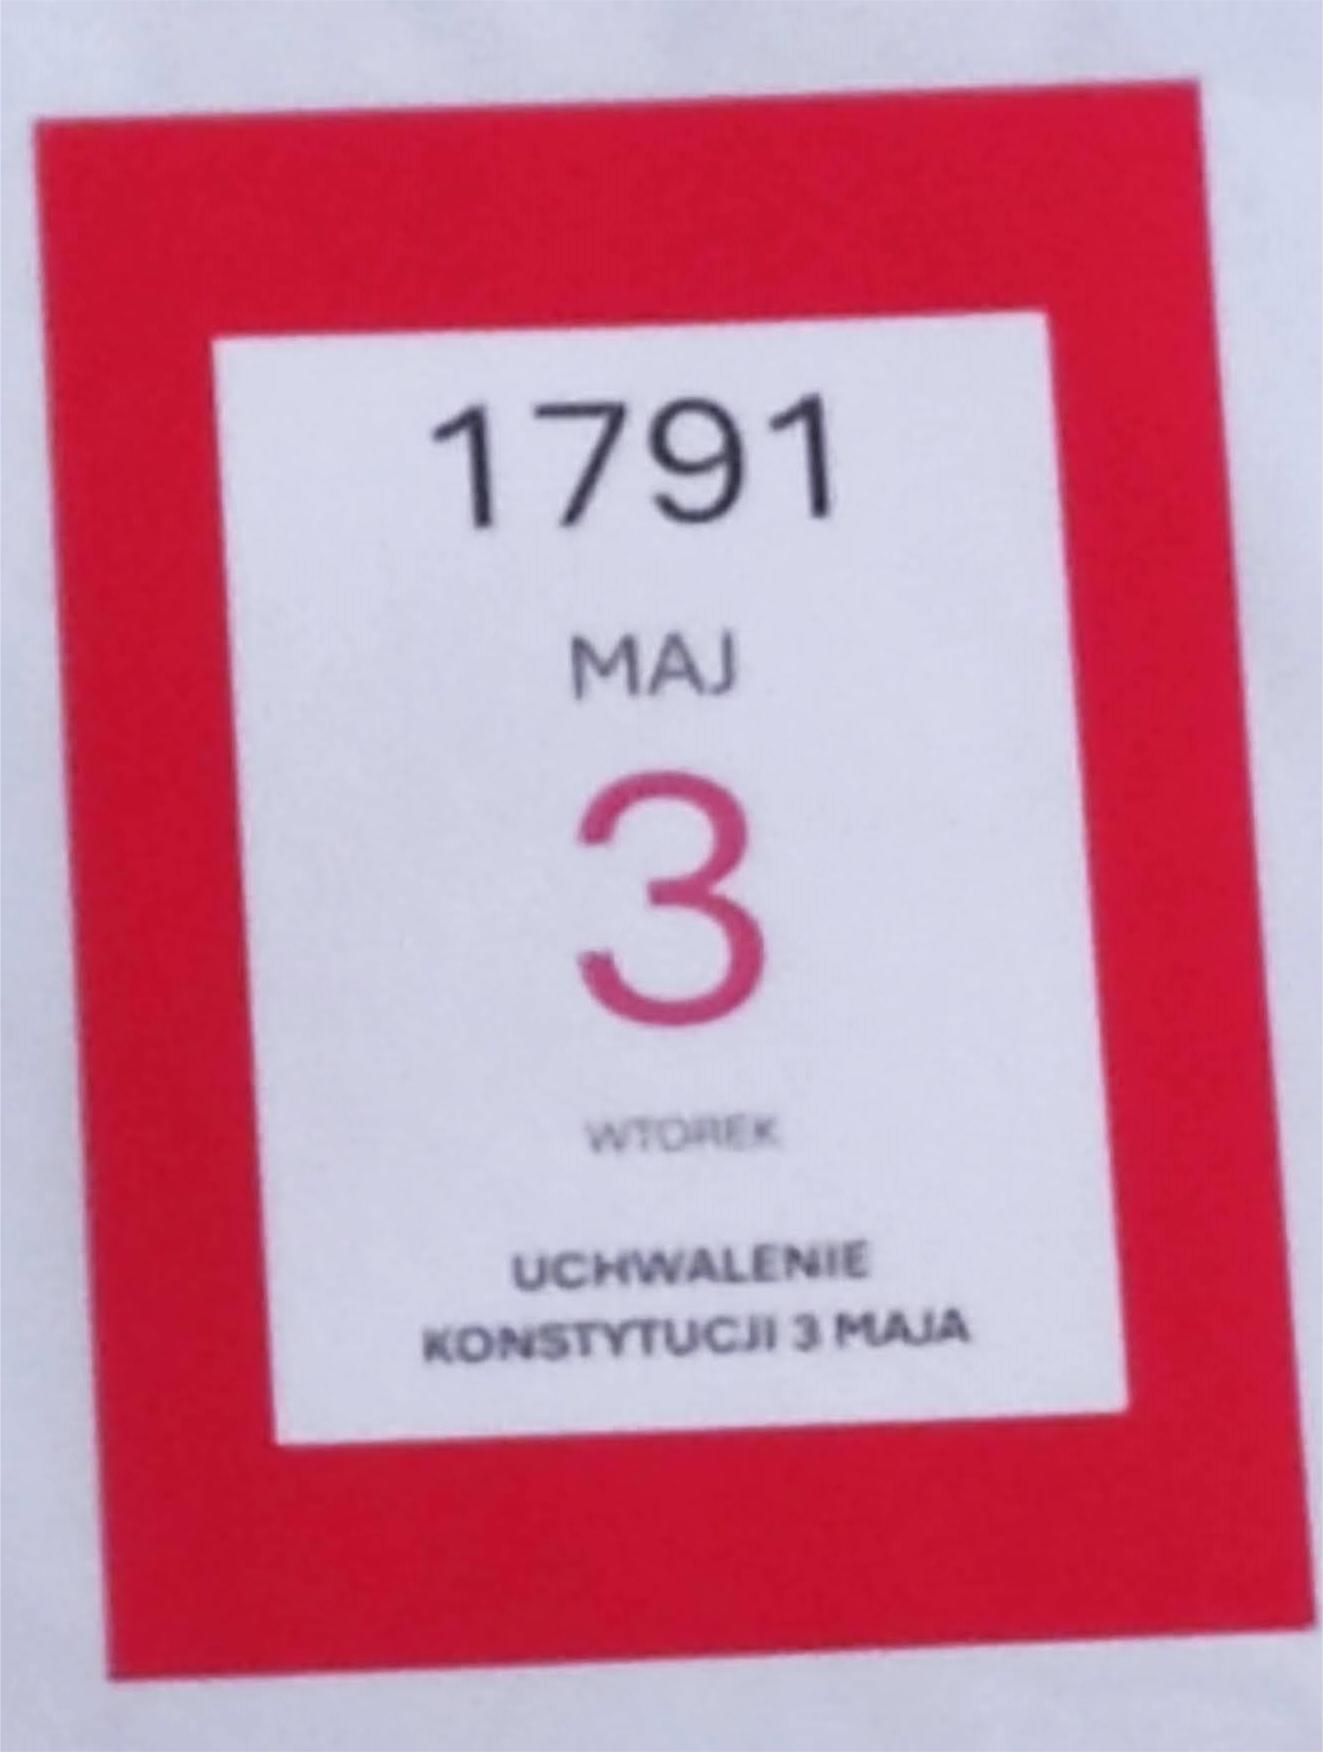 1791
MAJ
3
WTOREK
UCHWALENIE
KONSTYTUCJI 3 MAJA